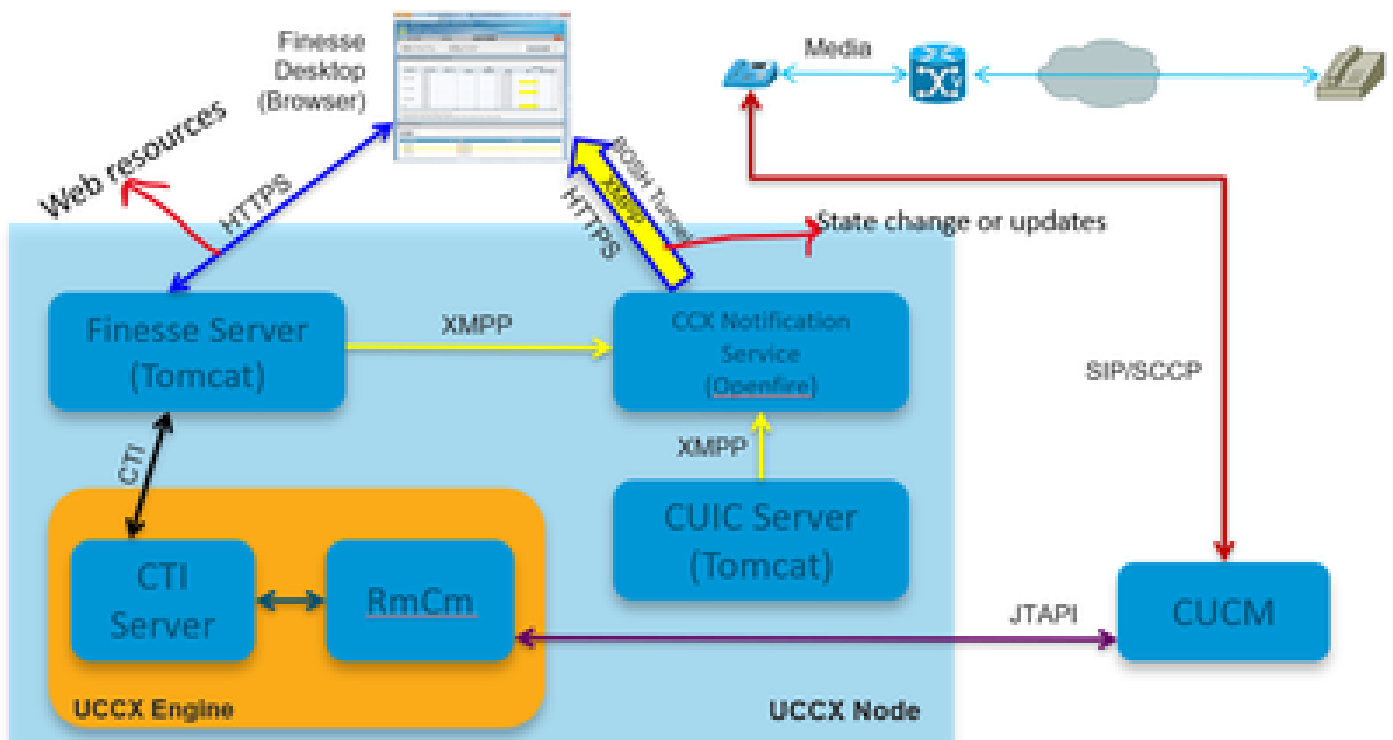 Finesse
Desktop
(Browser)
Media
Web resources
HTTPS
BOSH Tunnel
XMPP
HTTPS
State change or updates
Finesse Server
(Tomcat)
XMPP
CCX Notification
Service
(Openfire)
SIP/SCCP
CTI
XMPP
CUIC Server
(Tomcat)
CTI
Server
RmCm
JTAPI
CUCM
UCCX Engine
UCCX Node